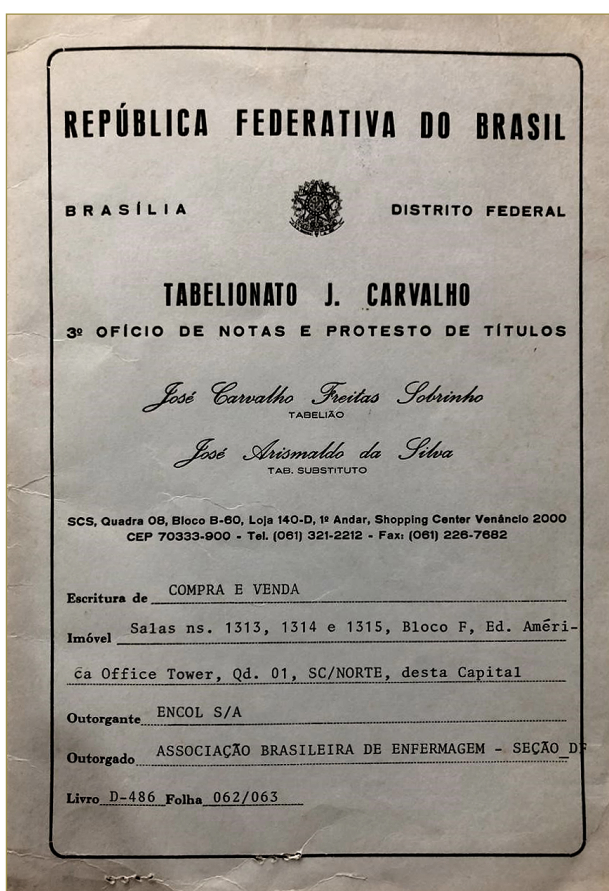 REPÚBLICA FEDERATIVA DO BRASIL
BRASÍLIA DISTRITO FEDERAL
TABELIONATO J. CARVALHO
3º OFÍCIO DE NOTAS E PROTESTO DE TÍTULOS
José Carvalho Freitas Sobrinho
TABELIÃO
José Arismaldo da Silva
TAB. SUBSTITUTO
SCS, Quadra 08, Bloco B-60, Loja 140-D, 1º Andar, Shopping Center Venâncio 2000
CEP 70333-900 - Tel. (061) 321-2212 - Fax: (061) 226-7682
Escritura de COMPRA E VENDA
Imóvel Salas ns. 1313, 1314 e 1315, Bloco F, Ed. Améri-
ca Office Tower, Qd. 01, SC/NORTE, desta Capital
Outorgante ENCOL S/A
Outorgado ASSOCIAÇÃO BRASILEIRA DE ENFERMAGEM - SEÇÃO DF
Livro D-486 Folha 062/063